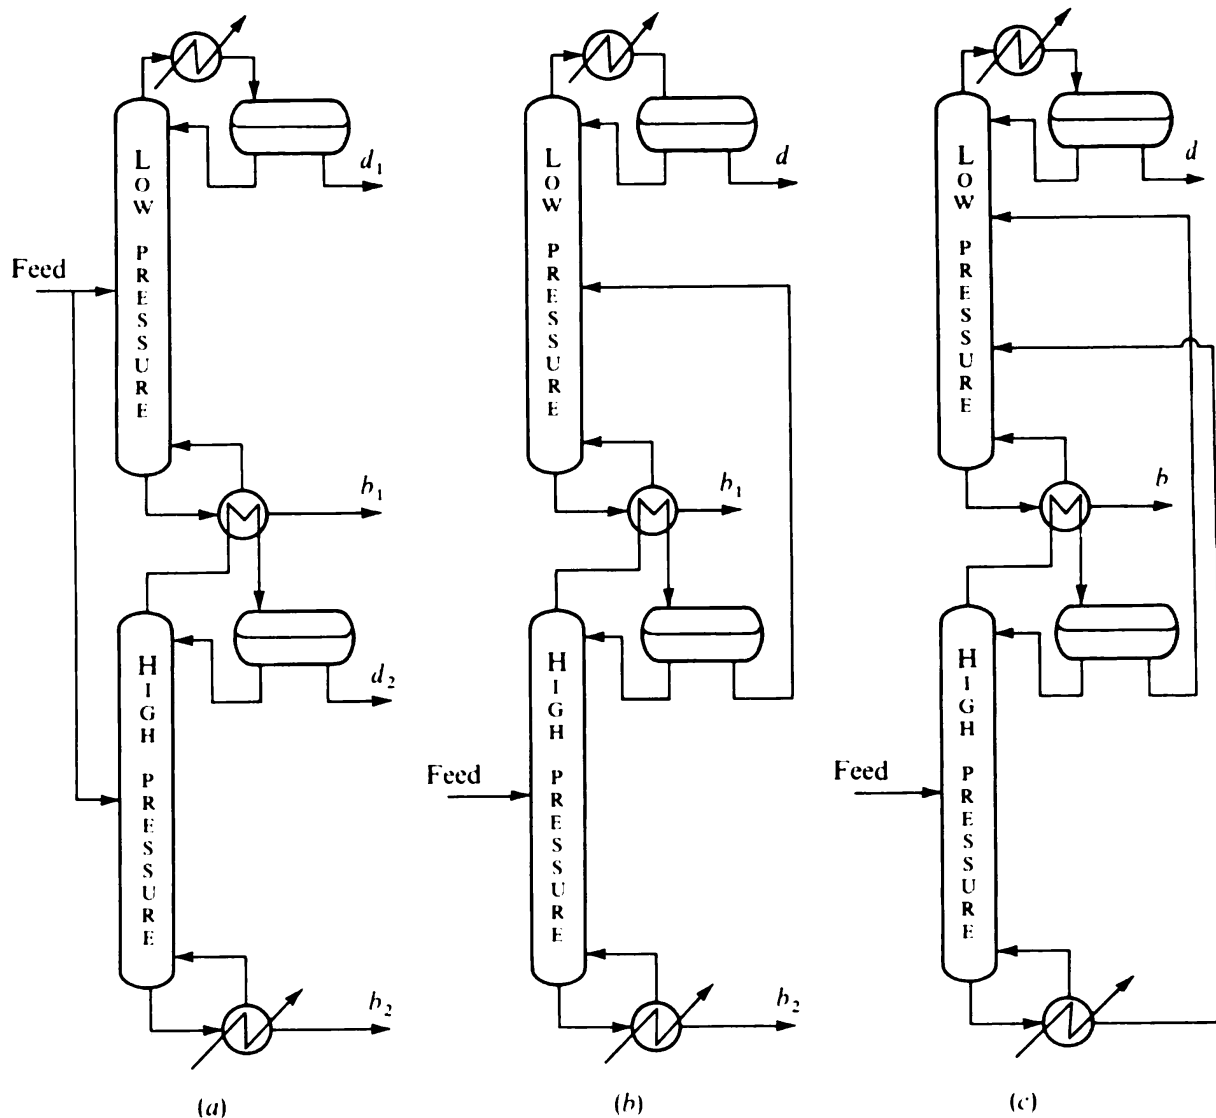 LOW PRESSURE
d₁
Feed
b₁
HIGH PRESSURE
d₂
b₂
(a)
LOW PRESSURE
d
b₁
HIGH PRESSURE
Feed
b₂
(b)
LOW PRESSURE
d
b
HIGH PRESSURE
Feed
(c)